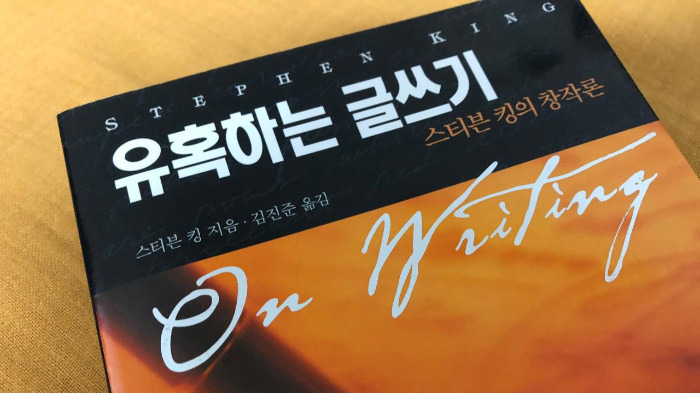 STEPHEN KING
유혹하는 글쓰기
스티븐 킹의 창작론
스티븐 킹 지음·김진준 옮김
On Writing